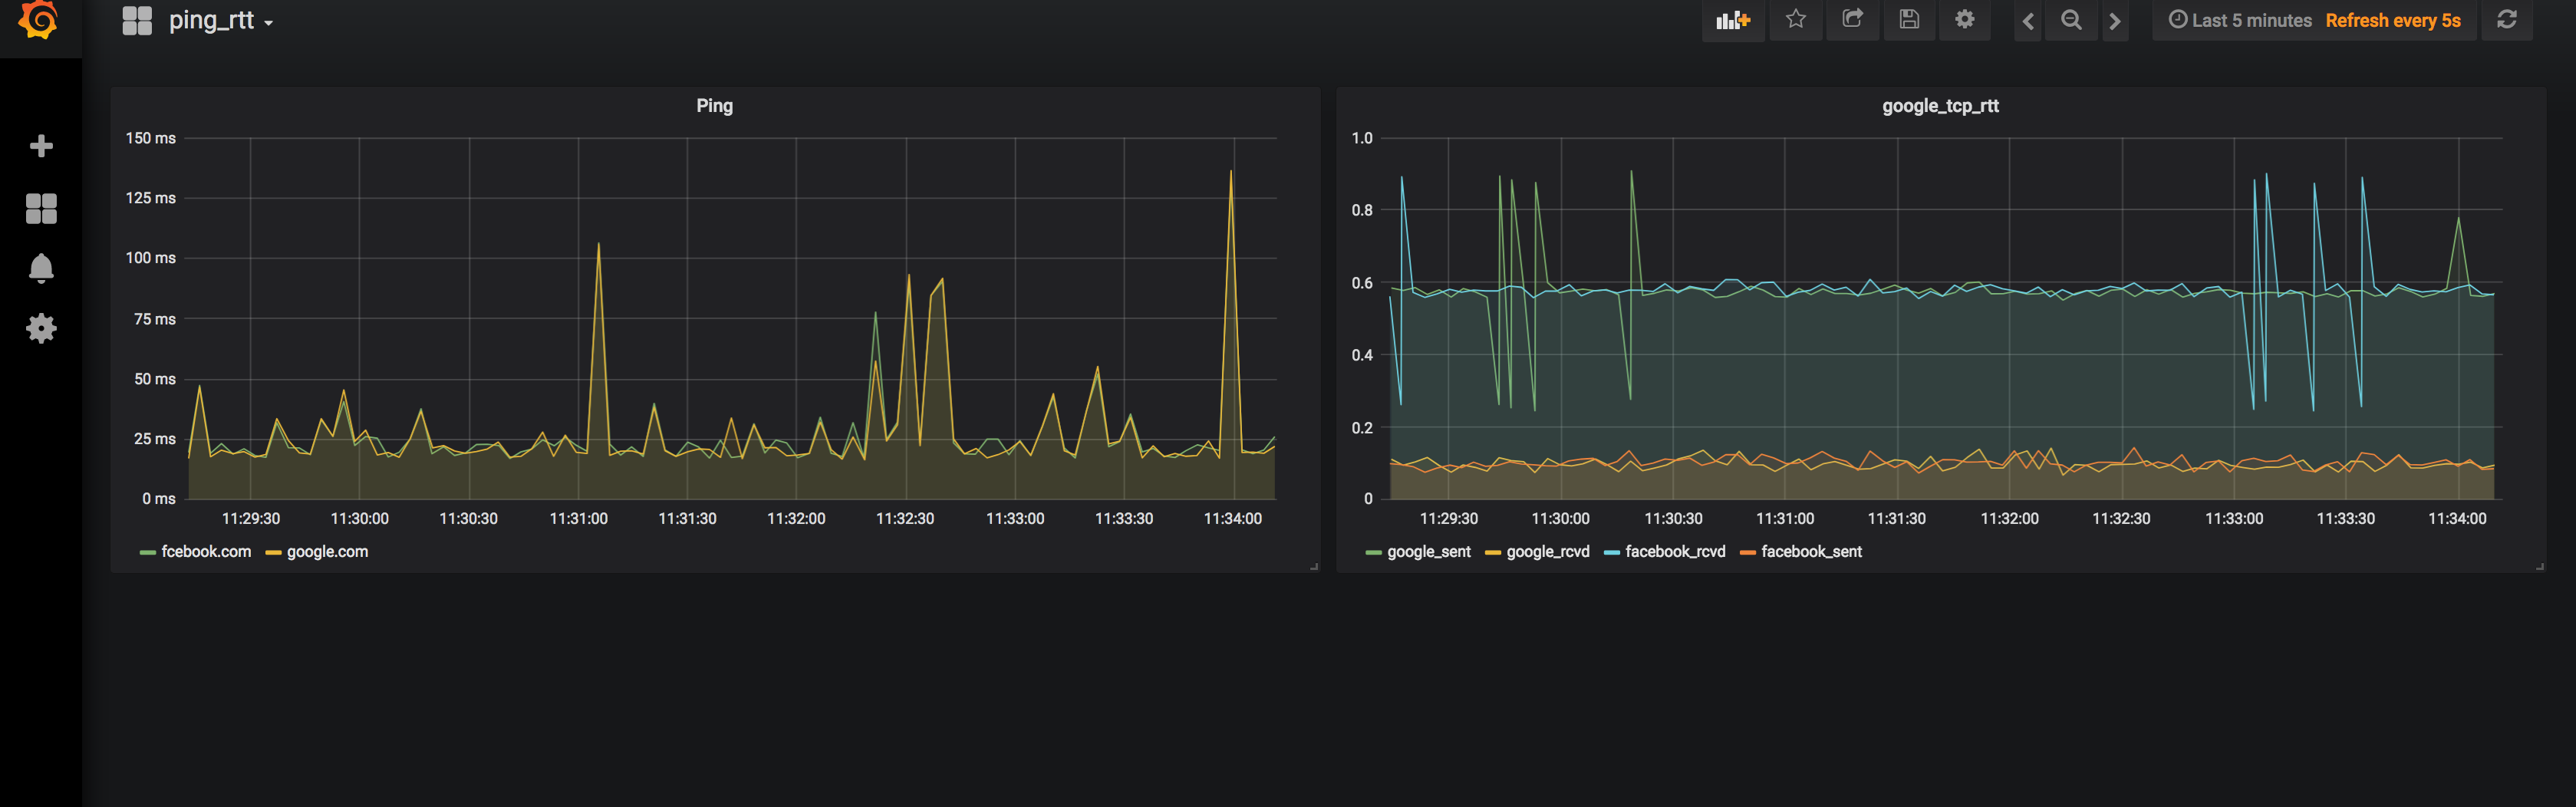 ping_rtt
Last 5 minutes Refresh every 5s
Ping
150 ms
125 ms
100 ms
75 ms
50 ms
25 ms
0 ms
11:29:30 11:30:00 11:30:30 11:31:00 11:31:30 11:32:00 11:32:30 11:33:00 11:33:30 11:34:00
fcebook.com google.com
google_tcp_rtt
1.0
0.8
0.6
0.4
0.2
0
11:29:30 11:30:00 11:30:30 11:31:00 11:31:30 11:32:00 11:32:30 11:33:00 11:33:30 11:34:00
google_sent google_rcvd facebook_rcvd facebook_sent